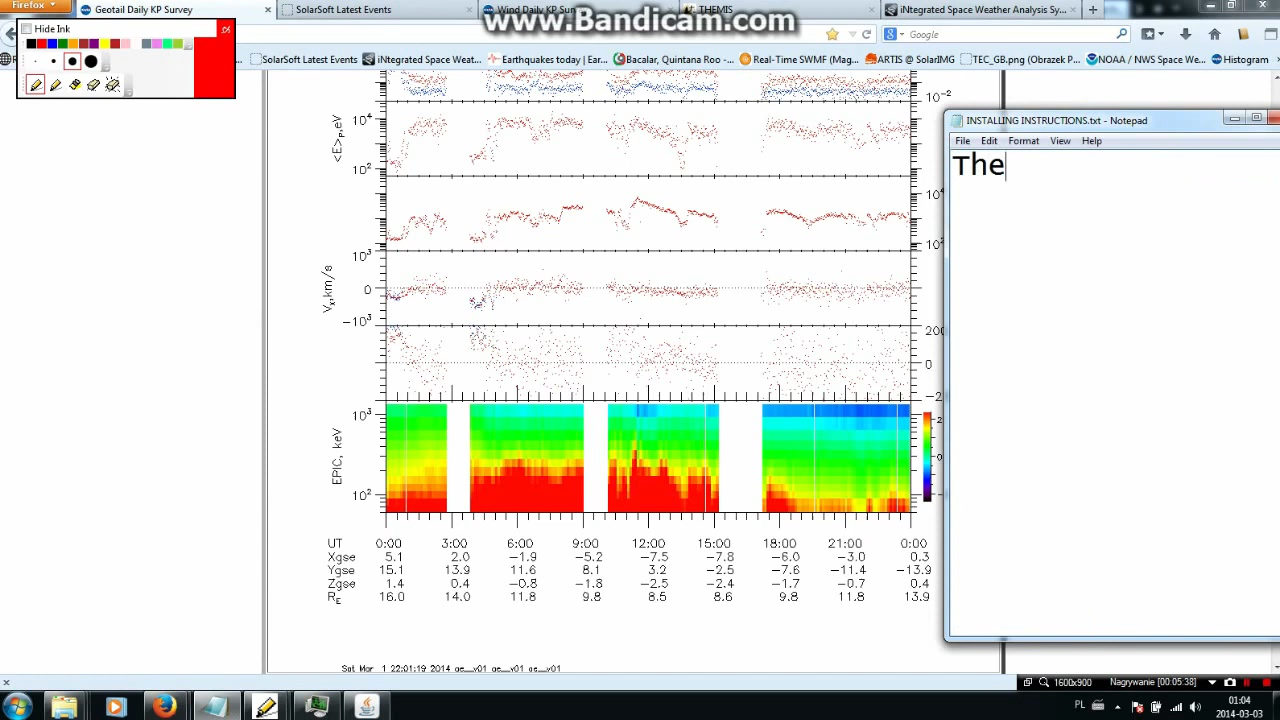 Firefox
Geotail Daily KP Survey
SolarSoft Latest Events
Wind Daily KP Su
THEMIS
iNtegrated Space Weather Analysis Sy...
www.Bandicam.com
Google
Hide Ink
SolarSoft Latest Events
iNtegrated Space Weat...
Earthquakes today | Ear...
Bacalar, Quintana Roo -...
Real-Time SWMF (Mag...
ARTIS @ SolarIMG
TEC_GB.png (Obrazek P...
NOAA / NWS Space We...
Histogram
10-2
INSTALLING INSTRUCTIONS.txt - Notepad
File Edit Format View Help
The
104
102
103
Vx,km/s
0
-103
200
0
103
EPIC, keV
102
UT 0:00 3:00 6:00 9:00 12:00 15:00 18:00 21:00 0:00
Xgse 5.1 2.0 -1.9 -5.2 -7.5 -7.8 -6.0 -3.0 0.3
Ygse 15.1 13.9 11.6 8.1 3.2 -2.5 -7.6 -11.4 -13.9
Zgse 1.4 0.4 -0.8 -1.8 -2.5 -2.4 -1.7 -0.7 0.4
RE 16.0 14.0 11.8 9.8 8.5 8.6 9.8 11.8 13.9
Sat Mar 1 22:01:19 2014
1600x900
Nagrywanie [00:05:38]
PL
01:04
2014-03-03